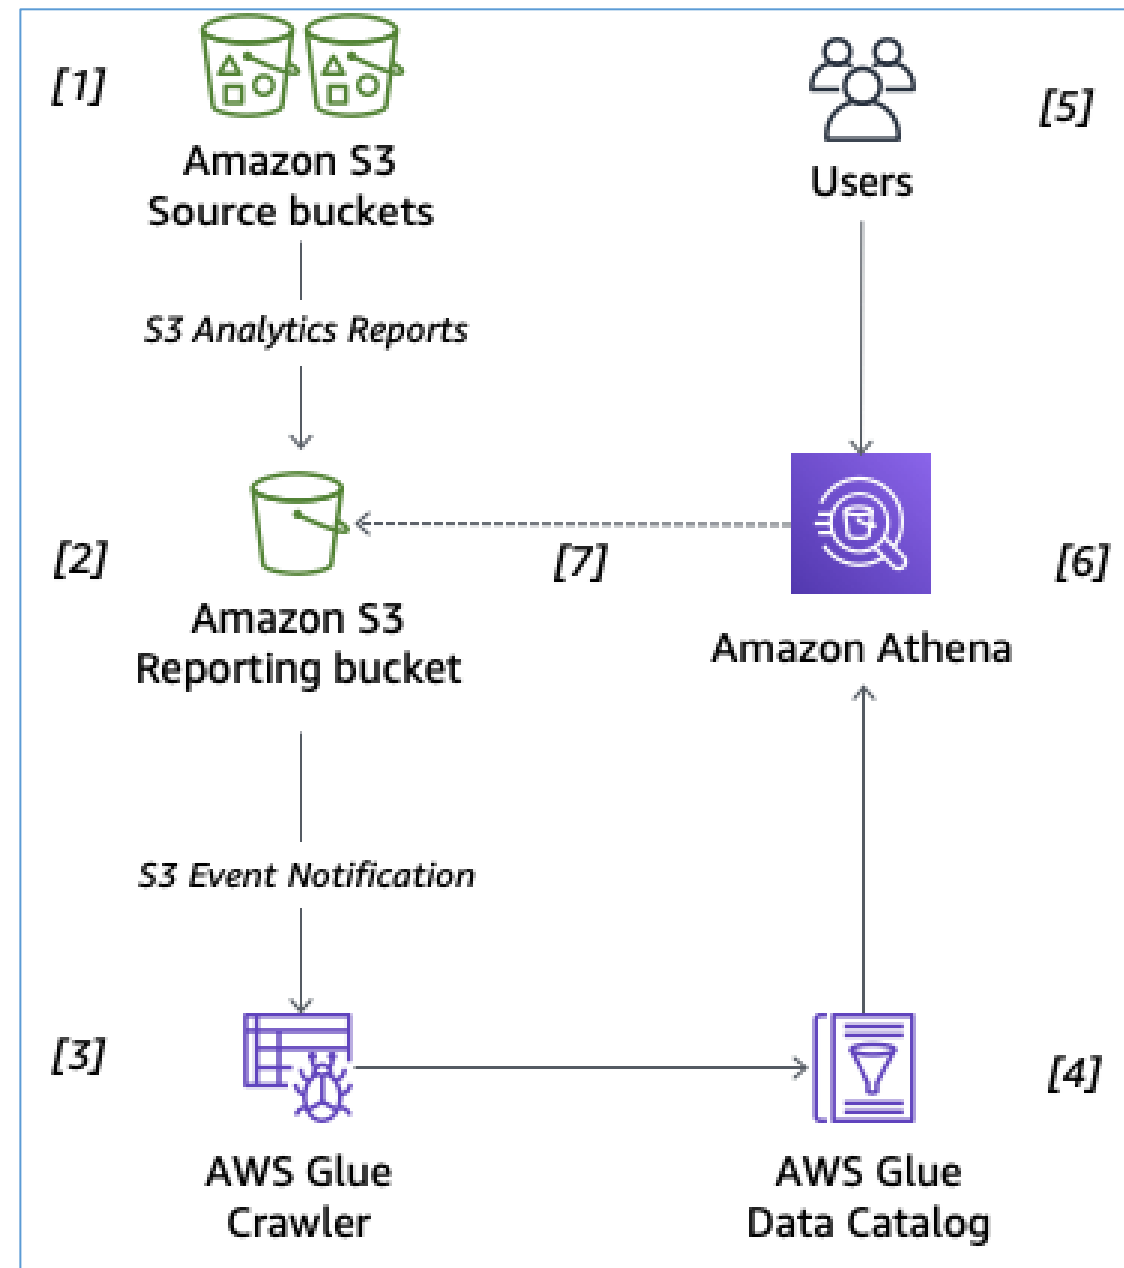 [1]
Amazon S3
Source buckets
[5]
Users
S3 Analytics Reports
[2]
Amazon S3
Reporting bucket
[7]
[6]
Amazon Athena
S3 Event Notification
[3]
AWS Glue
Crawler
[4]
AWS Glue
Data Catalog